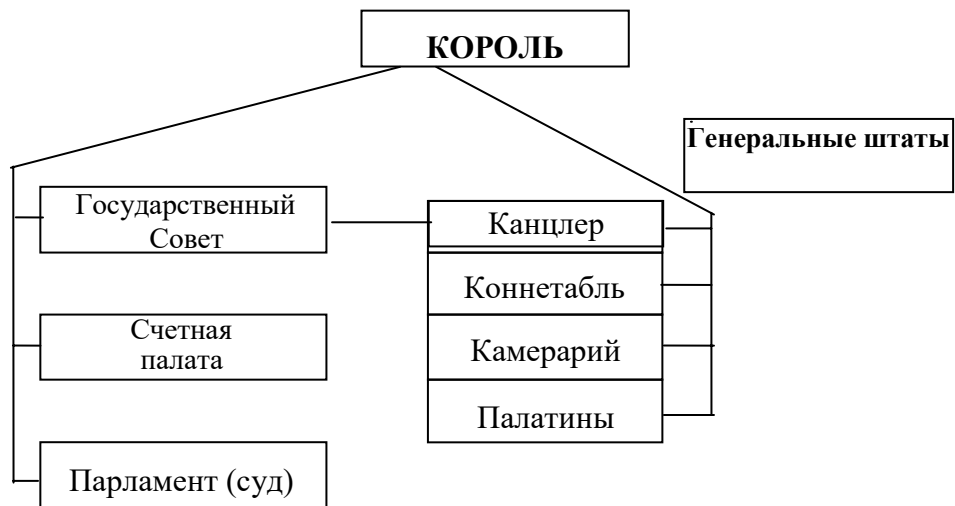 КОРОЛЬ
Генеральные штаты
Государственный
Совет
Канцлер
Коннетабль
Счетная
палата
Камерарий
Палатины
Парламент (суд)